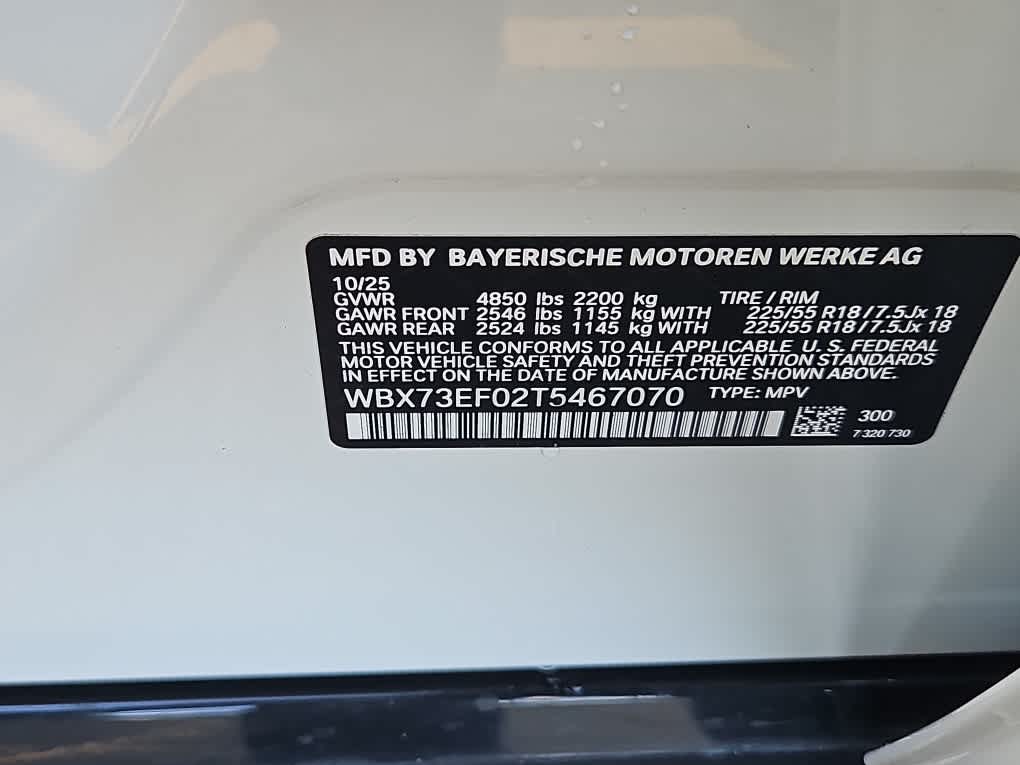 MFD BY BAYERISCHE MOTOREN WERKE AG
10/25
GVWR 4850 lbs 2200 kg TIRE / RIM
GAWR FRONT 2546 lbs 1155 kg WITH 225/55 R18 / 7.5Jx 18
GAWR REAR 2524 lbs 1145 kg WITH 225/55 R18 / 7.5Jx 18
THIS VEHICLE CONFORMS TO ALL APPLICABLE U. S. FEDERAL
MOTOR VEHICLE SAFETY AND THEFT PREVENTION STANDARDS
IN EFFECT ON THE DATE OF MANUFACTURE SHOWN ABOVE.
WBX73EF02T5467070 TYPE: MPV
300
7 320 730